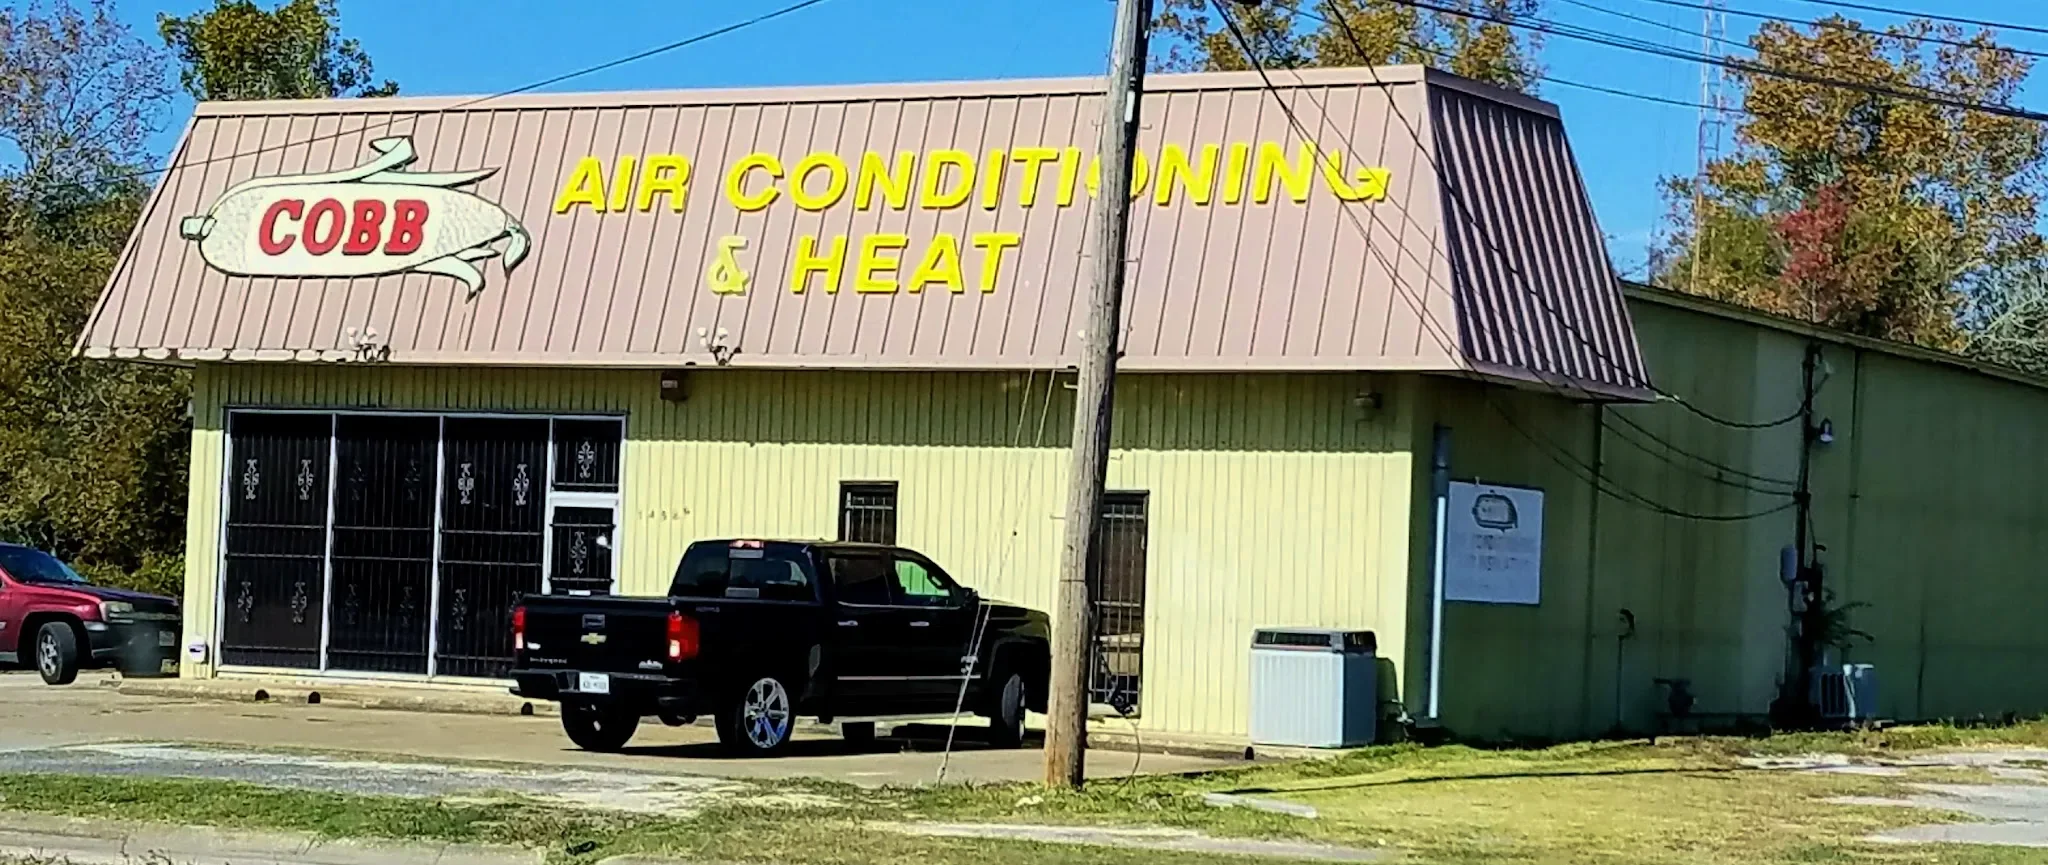 COBB
AIR CONDITIONING
& HEAT